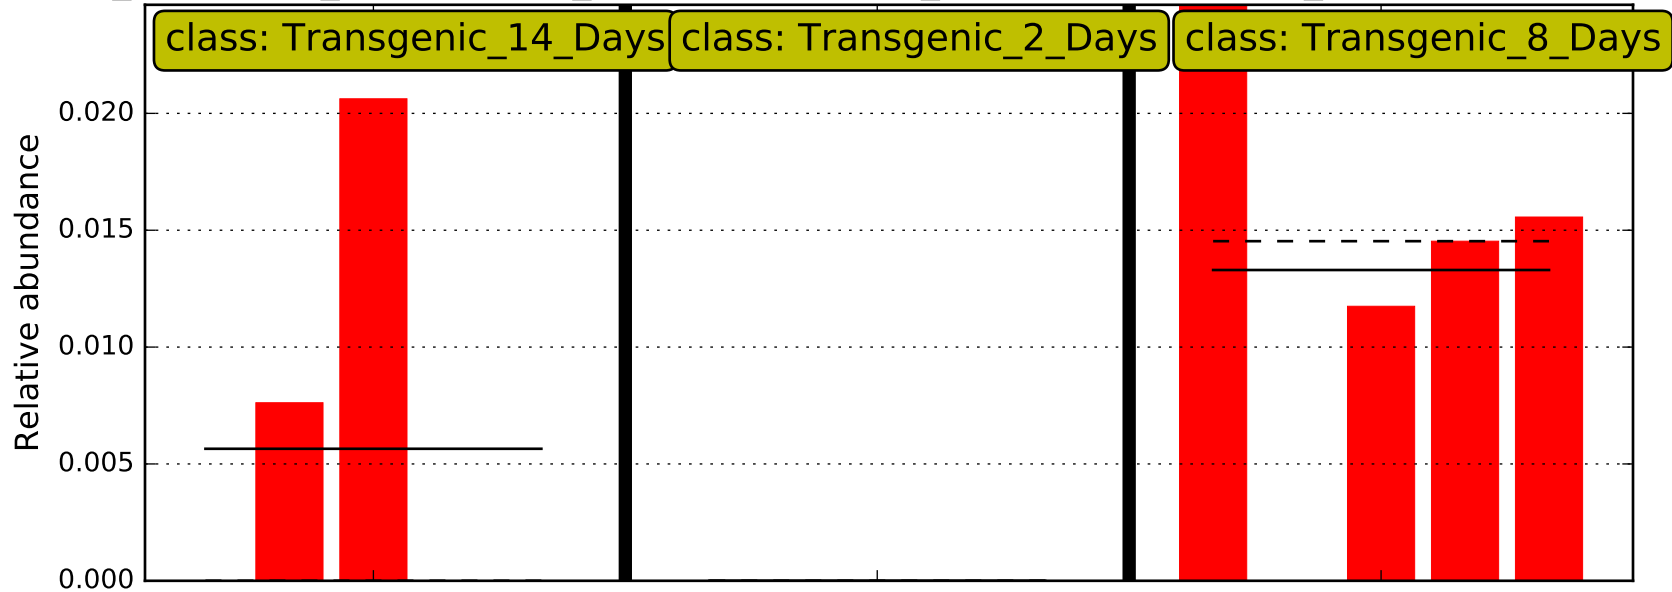 class: Transgenic_14_Days
class: Transgenic_2_Days
class: Transgenic_8_Days
Relative abundance
0.020
0.015
0.010
0.005
0.000